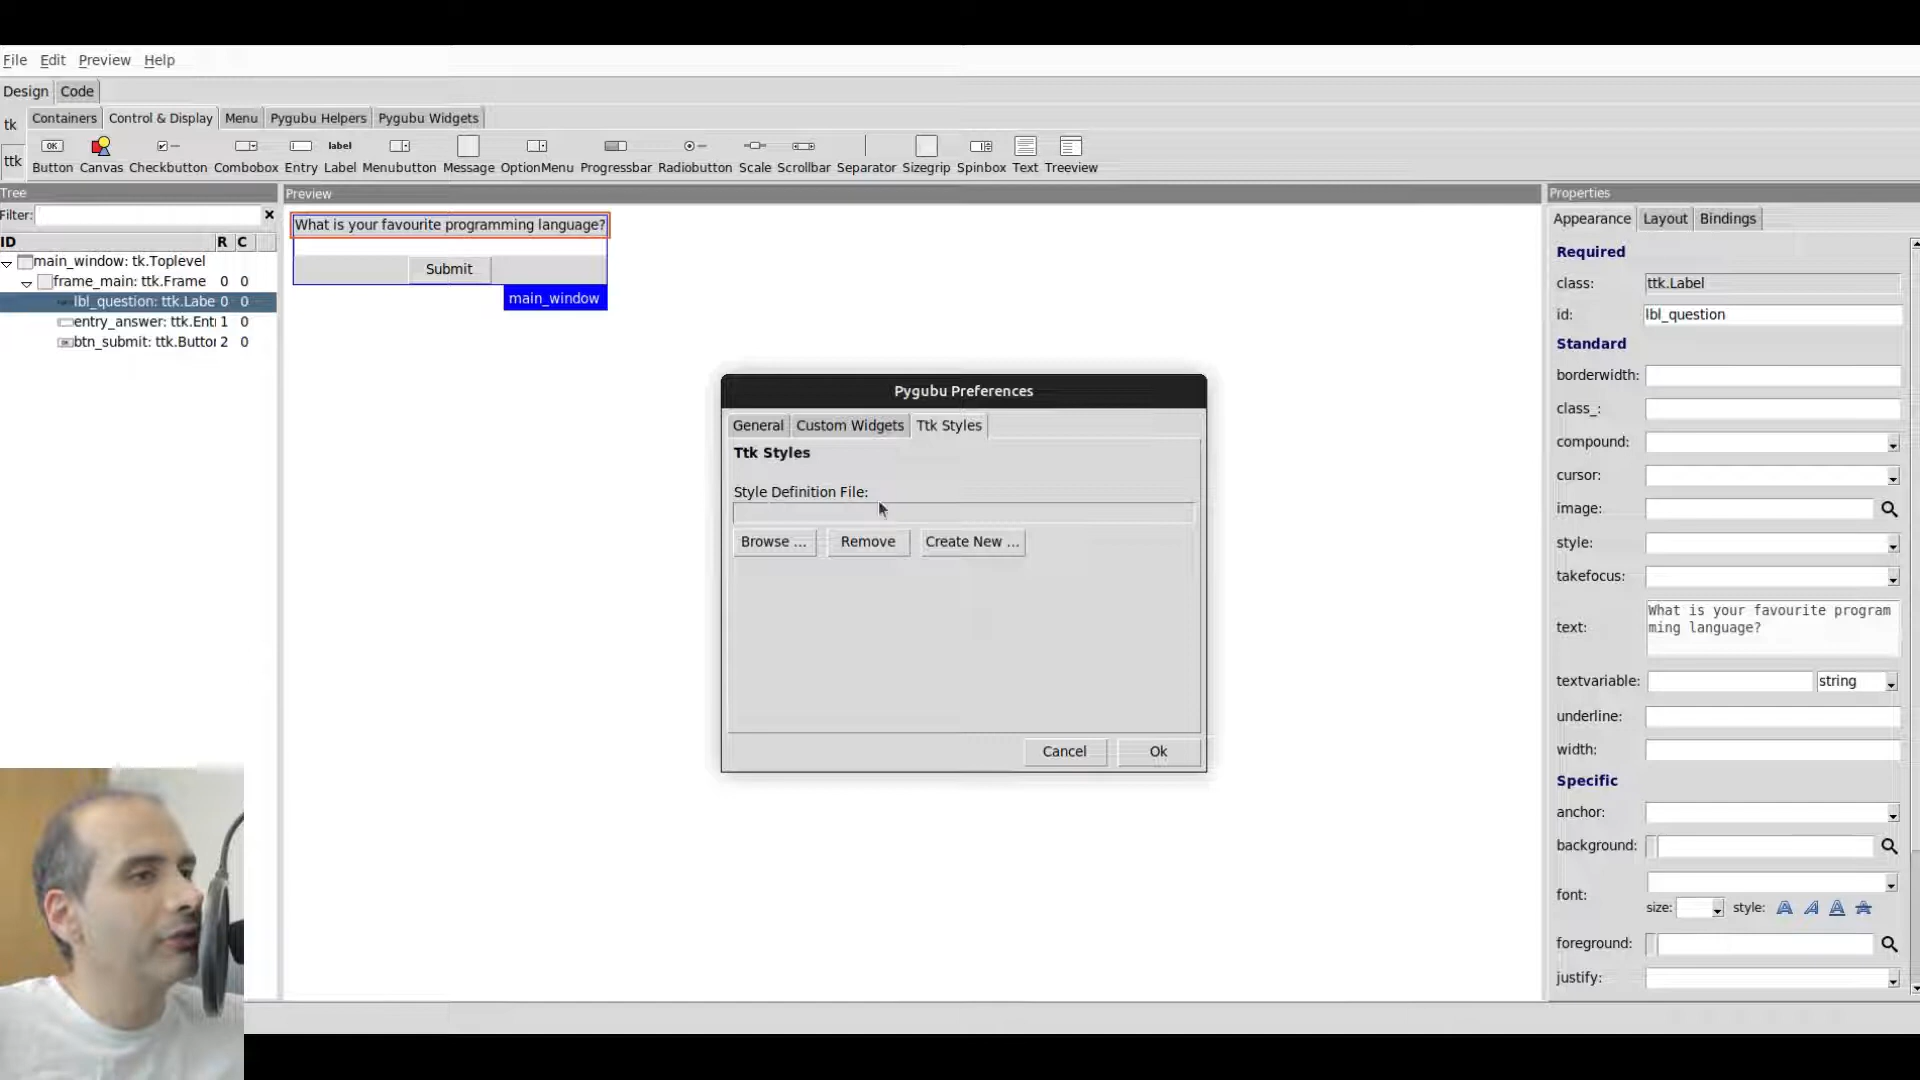 File Edit Preview Help
Design Code
tk
ttk
Containers Control & Display Menu Pygubu Helpers Pygubu Widgets
OK label
Button Canvas Checkbutton Combobox Entry Label Menubutton Message OptionMenu Progressbar Radiobutton Scale Scrollbar Separator Sizegrip Spinbox Text Treeview
Tree
Filter:
ID R C
main_window: tk.Toplevel
frame_main: ttk.Frame 0 0
lbl_question: ttk.Labe 0 0
entry_answer: ttk.Ent 1 0
btn_submit: ttk.Butto 2 0
Preview
What is your favourite programming language?
Submit
main_window
Pygubu Preferences
General Custom Widgets Ttk Styles
Ttk Styles
Style Definition File:
Browse ... Remove Create New ...
Cancel Ok
Properties
Appearance Layout Bindings
Required
class: ttk.Label
id: lbl_question
Standard
borderwidth:
class_:
compound:
cursor:
image:
style:
takefocus:
text: What is your favourite program
ming language?
textvariable: string
underline:
width:
Specific
anchor:
background:
font:
size: style: A A A A
foreground:
justify: